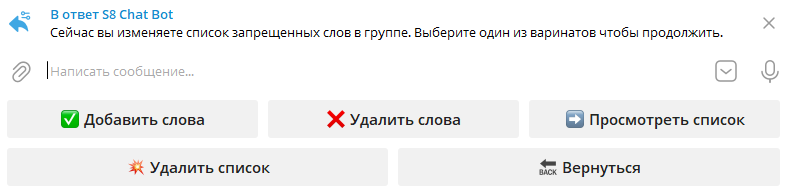 В ответ S8 Chat Bot
Сейчас вы изменяете список запрещенных слов в группе. Выберите один из варинатов чтобы продолжить.
Написать сообщение...
Добавить слова
Удалить слова
Просмотреть список
Удалить список
BACK Вернуться